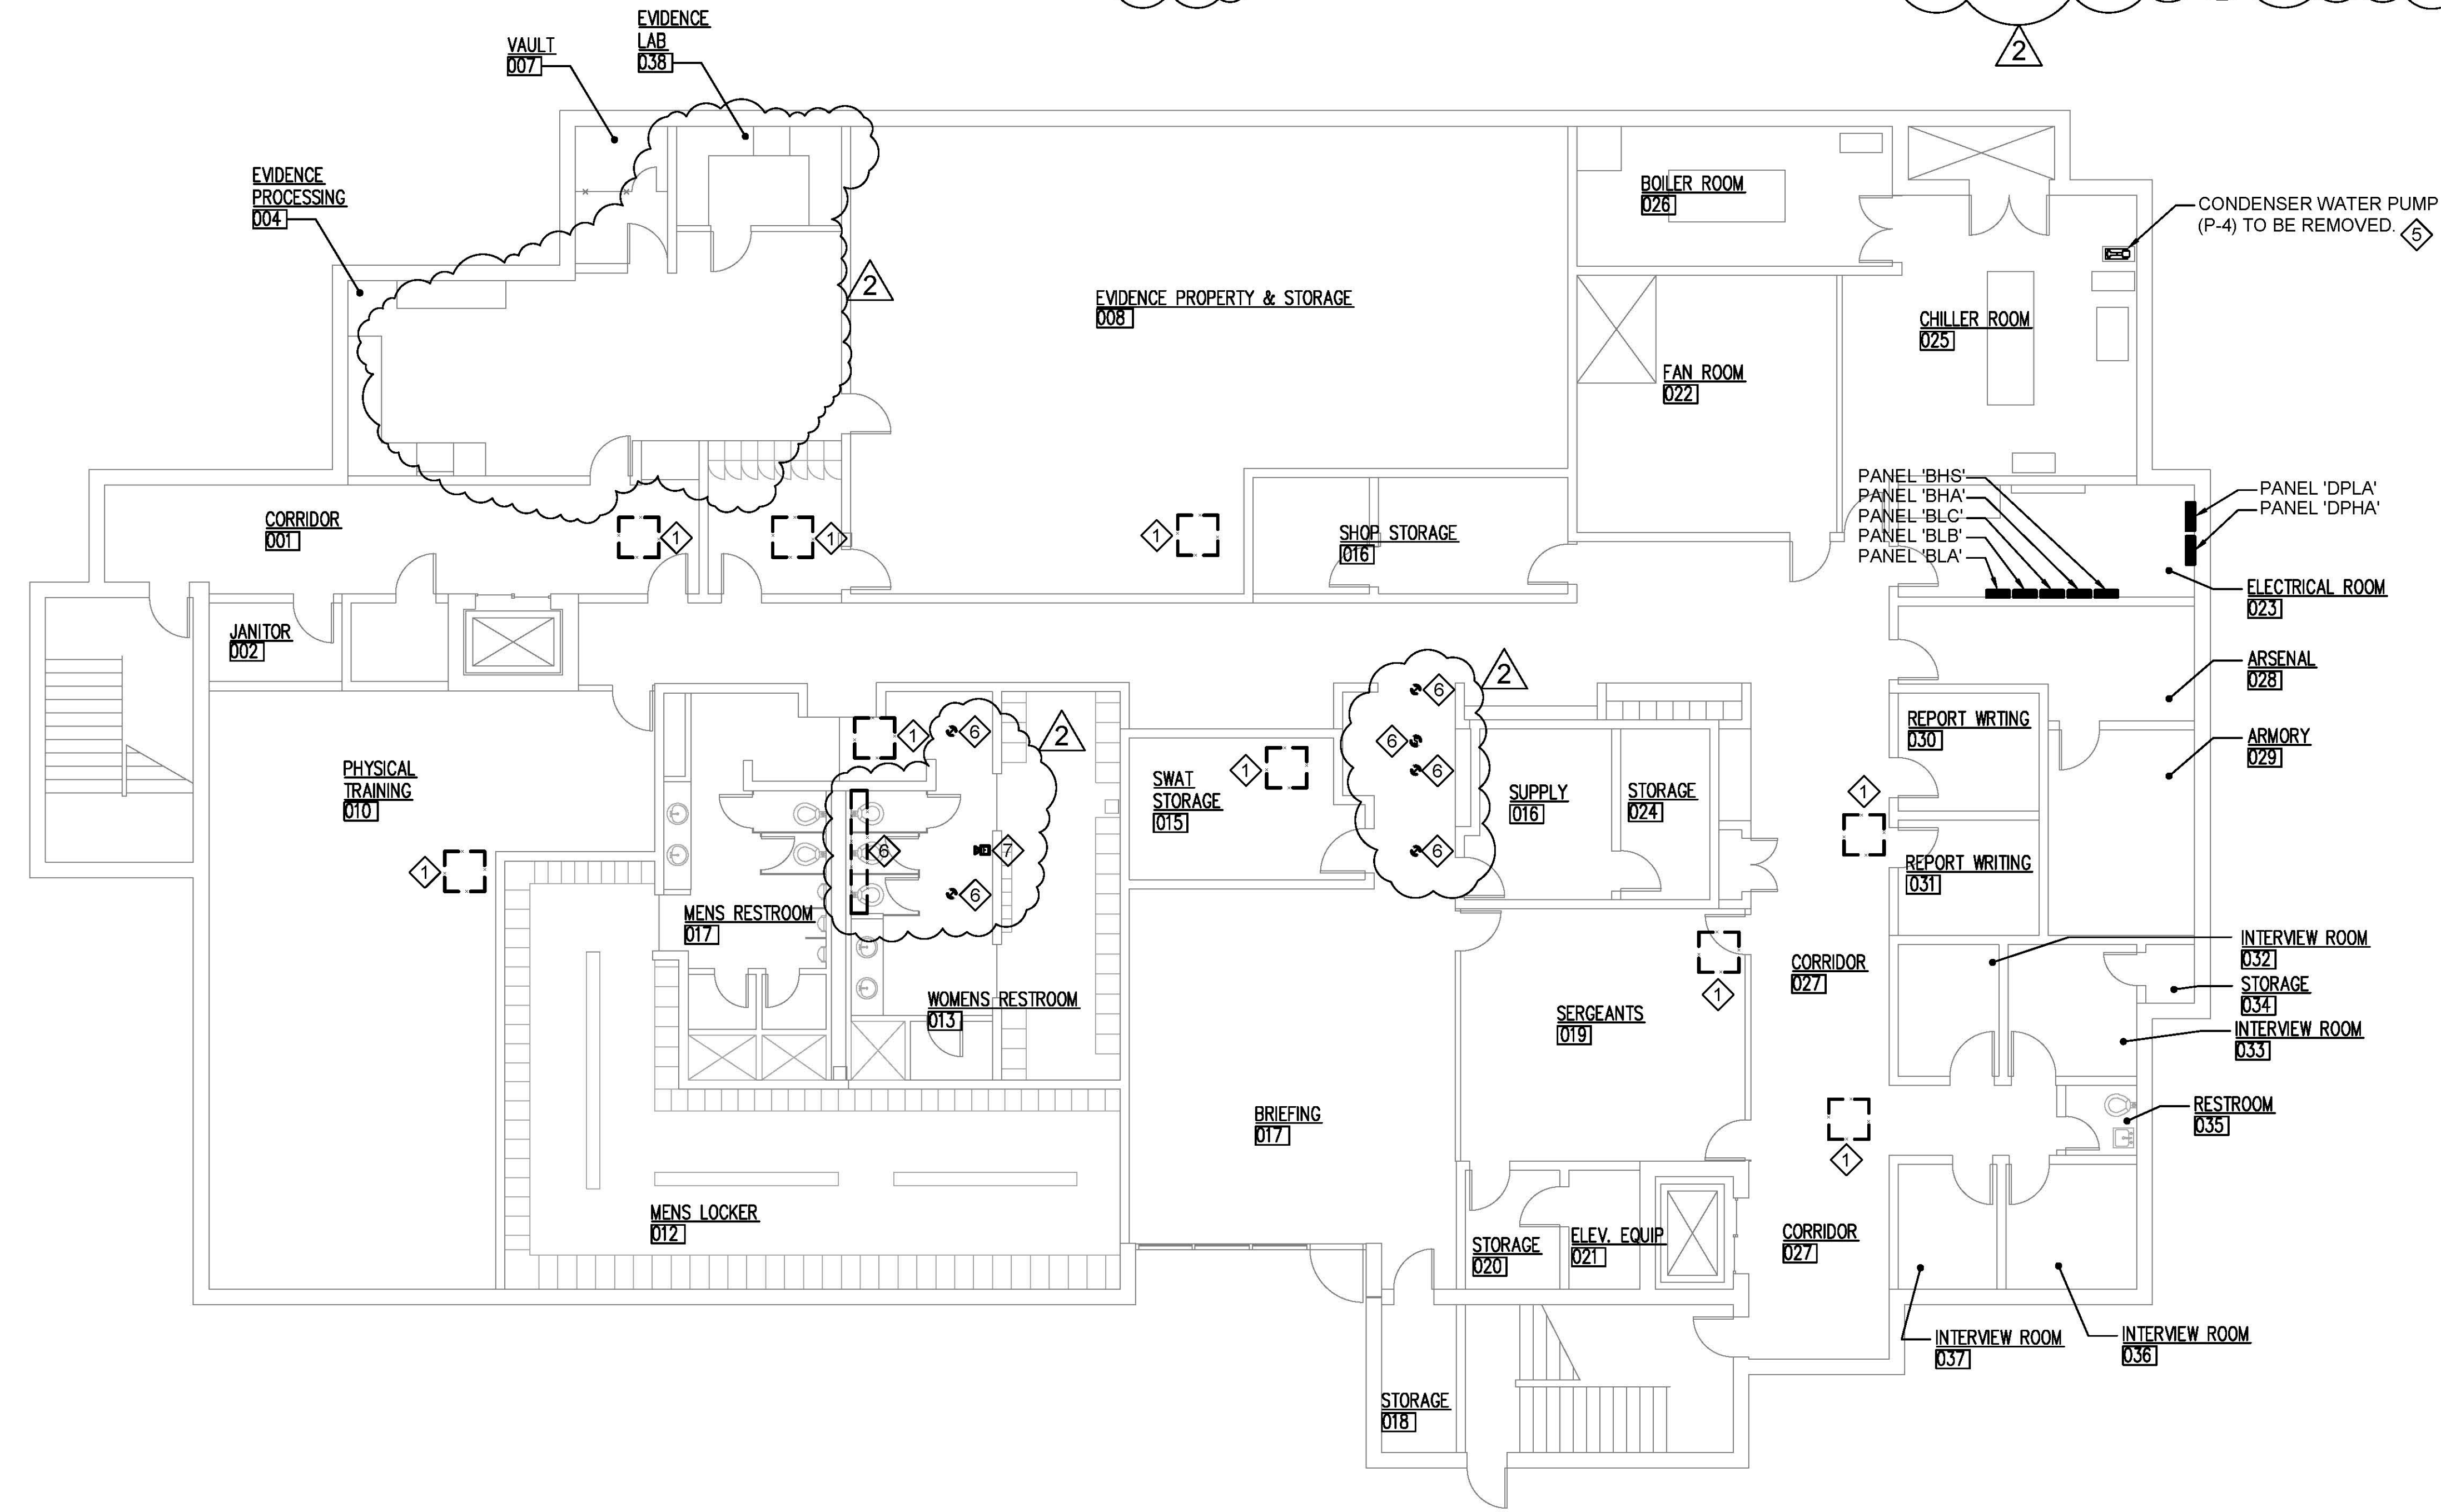 EVIDENCE
LAB
038
VAULT
007
2
EVIDENCE
PROCESSING
004
BOILER ROOM
026
CONDENSER WATER PUMP
(P-4) TO BE REMOVED.
5
2
EVIDENCE PROPERTY & STORAGE
008
CHILLER ROOM
025
FAN ROOM
022
PANEL 'BHS'
PANEL 'BHA'
PANEL 'BLC'
PANEL 'BLB'
PANEL 'BLA'
PANEL 'DPLA'
PANEL 'DPHA'
CORRIDOR
001
1
1
1
SHOP STORAGE
016
ELECTRICAL ROOM
023
JANITOR
002
ARSENAL
028
2
6
2
6
1
REPORT WRTING
030
ARMORY
029
6
6
1
PHYSICAL
TRAINING
010
SWAT
STORAGE
015
SUPPLY
016
STORAGE
024
1
6
7
6
1
REPORT WRITING
031
6
MENS RESTROOM
017
INTERVIEW ROOM
032
CORRIDOR
027
STORAGE
034
1
WOMENS RESTROOM
013
SERGEANTS
019
INTERVIEW ROOM
033
BRIEFING
017
RESTROOM
035
1
MENS LOCKER
012
STORAGE
020
ELEV. EQUIP
021
CORRIDOR
027
INTERVIEW ROOM
037
INTERVIEW ROOM
036
STORAGE
018